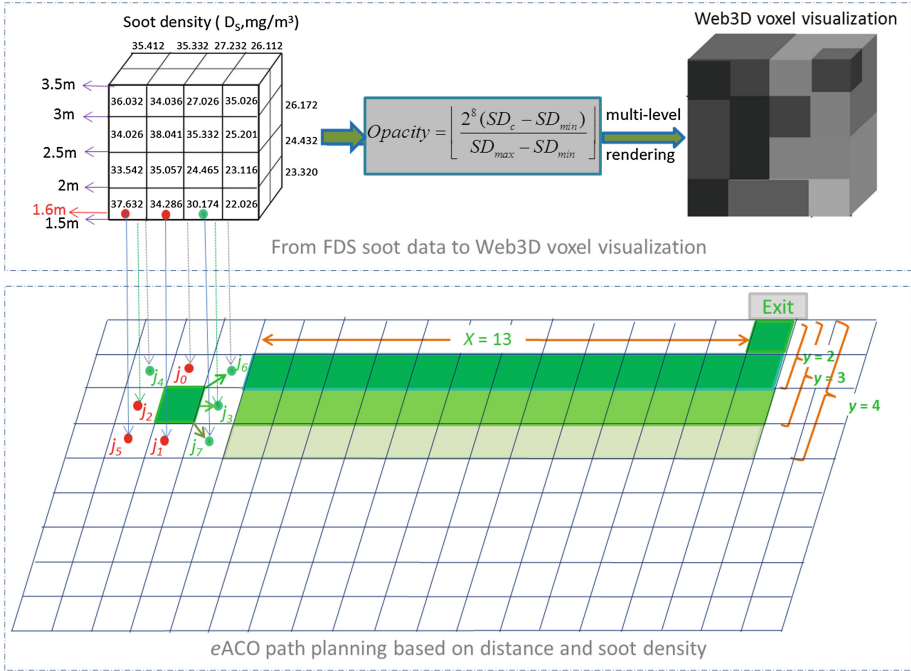 Soot density ( DS,mg/m³)
35.412 35.332 27.232 26.112
3.5m
3m
2.5m
2m
1.6m
1.5m
36.032 34.036 27.026 35.026
34.026 38.041 35.332 25.201
33.542 35.057 24.465 23.116
37.632 34.286 30.174 22.026
26.172
24.432
23.320
Opacity = ⌊ 2⁸ (SDc − SDmin) / SDmax − SDmin ⌋
multi-level
rendering
Web3D voxel visualization
From FDS soot data to Web3D voxel visualization
Exit
X = 13
y = 2
y = 3
y = 4
j4 j0 j6
j2 j3
j5 j1 j7
eACO path planning based on distance and soot density